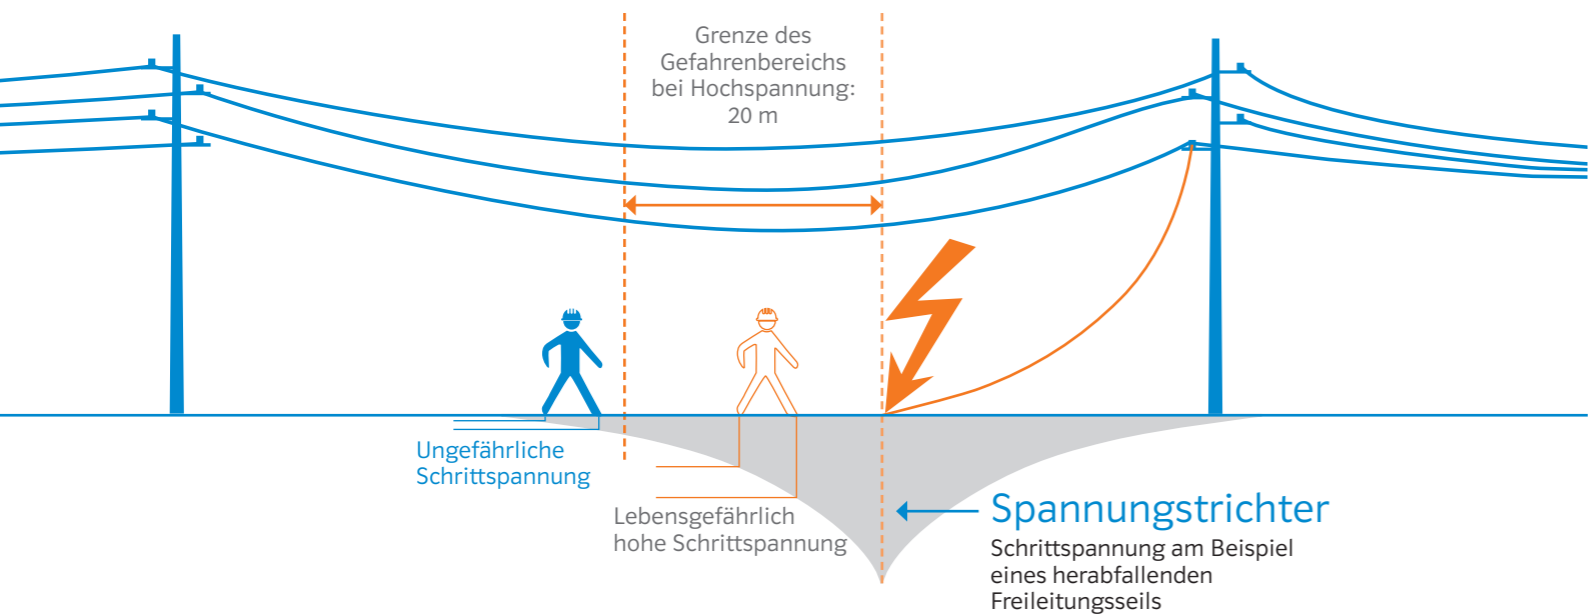 Grenze des
Gefahrenbereichs
bei Hochspannung:
20 m
Ungefährliche
Schrittspannung
Lebensgefährlich
hohe Schrittspannung
Spannungstrichter
Schrittspannung am Beispiel
eines herabfallenden
Freileitungsseils